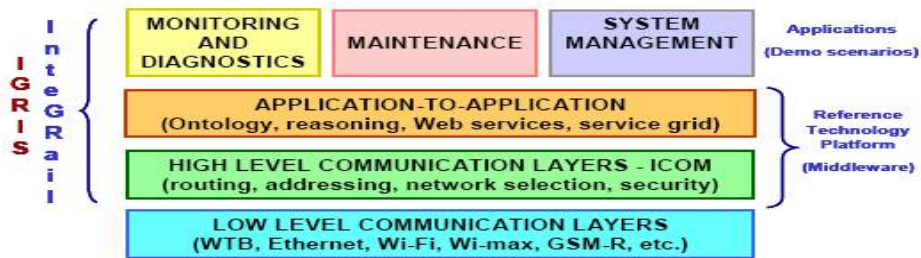 IGRIS
InteGRail
MONITORING
AND
DIAGNOSTICS
MAINTENANCE
SYSTEM
MANAGEMENT
Applications
(Demo scenarios)
APPLICATION-TO-APPLICATION
(Ontology, reasoning, Web services, service grid)
HIGH LEVEL COMMUNICATION LAYERS - ICOM
(routing, addressing, network selection, security)
Reference
Technology
Platform
(Middleware)
LOW LEVEL COMMUNICATION LAYERS
(WTB, Ethernet, Wi-Fi, Wi-max, GSM-R, etc.)